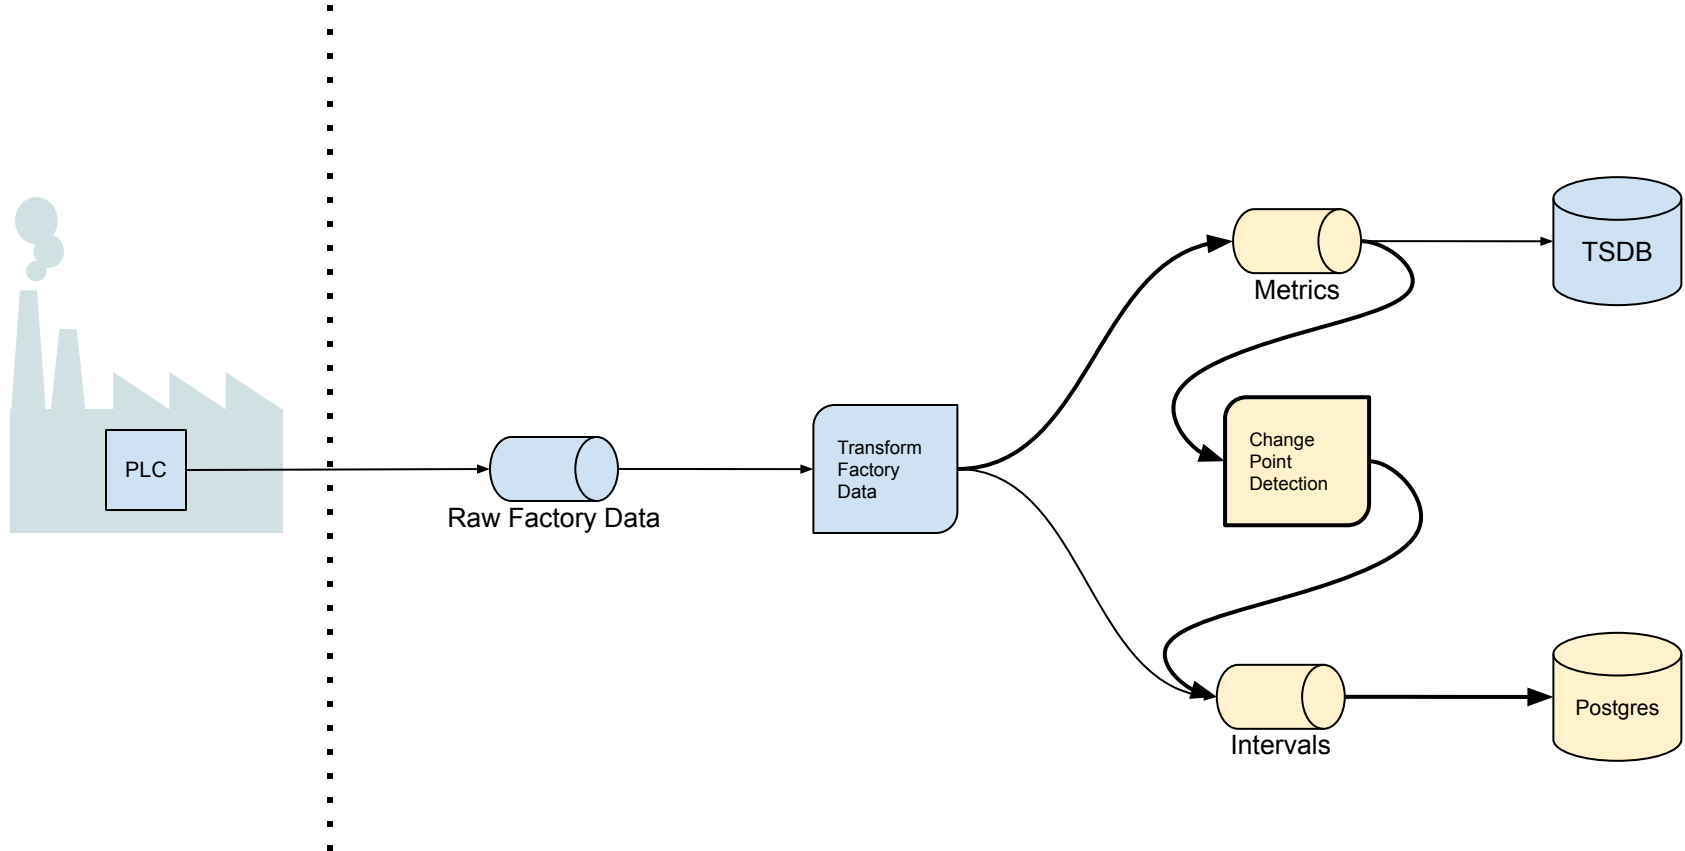 PLC
Raw Factory Data
Transform
Factory
Data
Metrics
TSDB
Change
Point
Detection
Intervals
Postgres